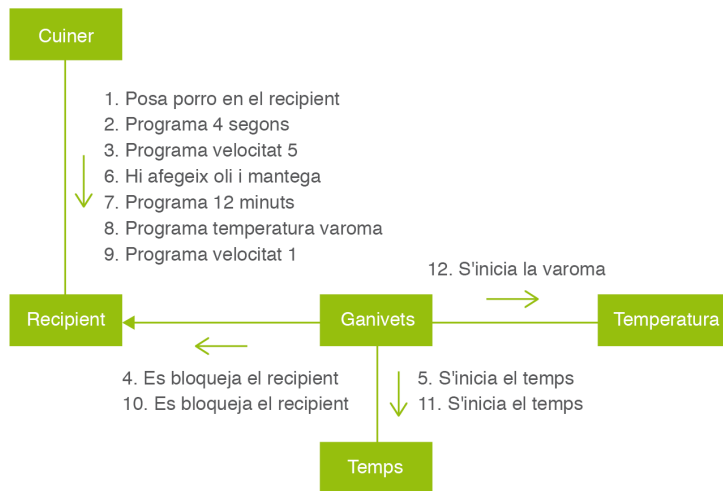 Cuiner
1. Posa porro en el recipient
2. Programa 4 segons
3. Programa velocitat 5
6. Hi afegeix oli i mantega
7. Programa 12 minuts
8. Programa temperatura varoma
9. Programa velocitat 1
12. S'inicia la varoma
Recipient
Ganivets
Temperatura
4. Es bloqueja el recipient
10. Es bloqueja el recipient
5. S'inicia el temps
11. S'inicia el temps
Temps